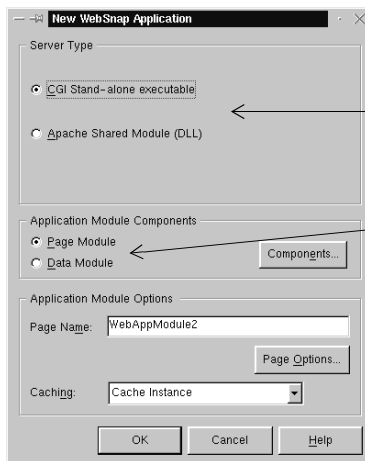 New WebSnap Application
Server Type
CGI Stand-alone executable
Apache Shared Module (DLL)
Application Module Components
Page Module
Data Module
Components...
Application Module Options
Page Name: WebAppModule2
Page Options...
Caching: Cache Instance
OK Cancel Help